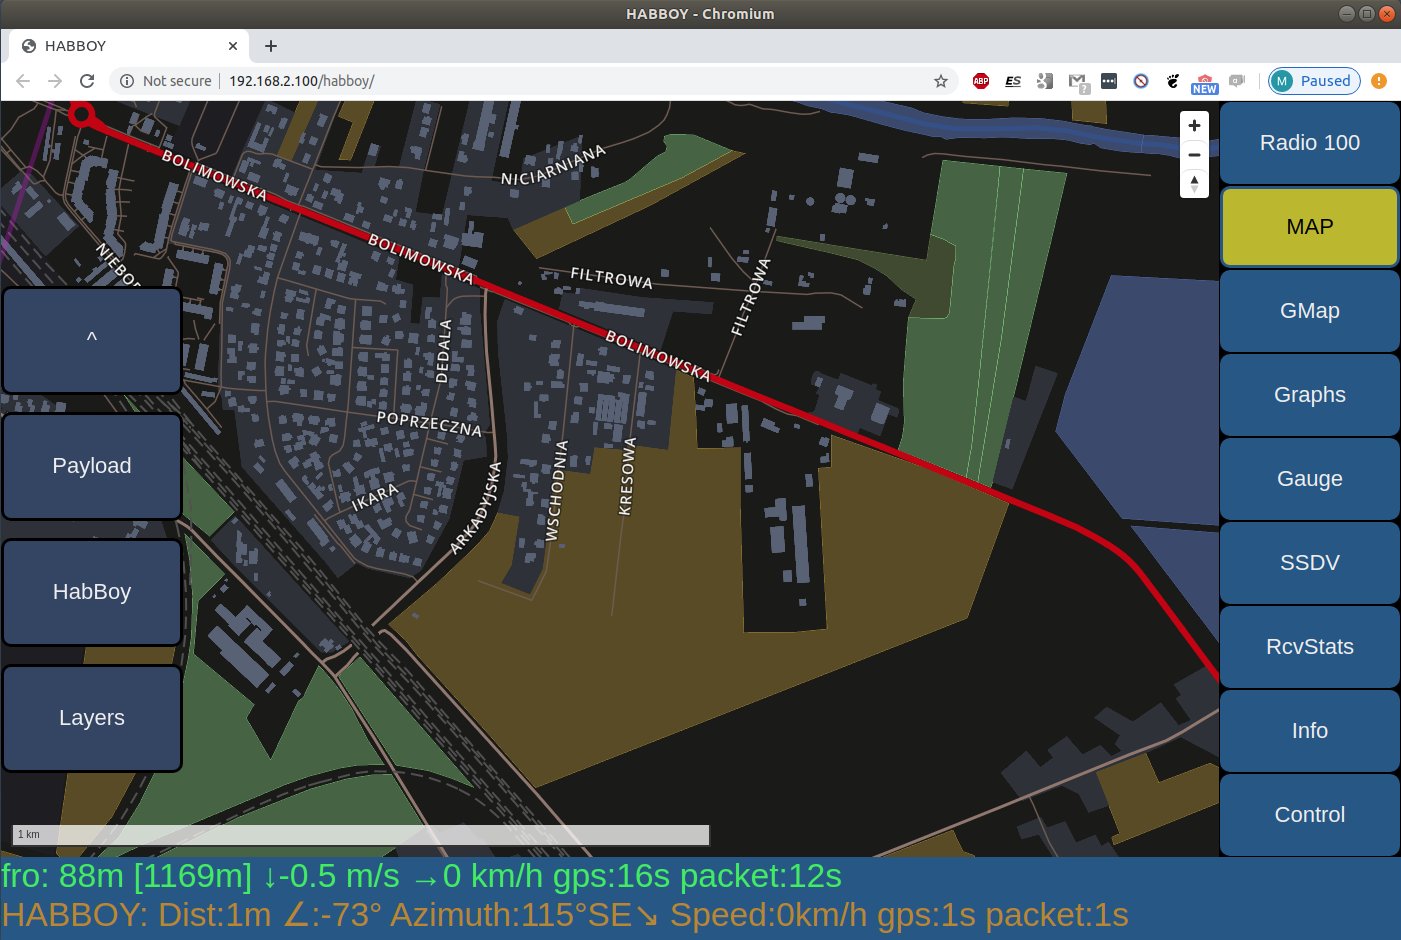 HABBOY - Chromium
HABBOY
Not secure
192.168.2.100/habboy/
ABP
ES
?
NEW
M
Paused
BOLIMOWSKA
NICIARNIANA
BOLIMOWSKA
FILTROWA
FILTROWA
BOLIMOWSKA
DEDALA
POPRZECZNA
IKARA
ARKADYJSKA
WSCHODNIA
KRESOWA
^
Payload
HabBoy
Layers
1 km
Radio 100
MAP
GMap
Graphs
Gauge
SSDV
RcvStats
Info
Control
fro: 88m [1169m] ↓-0.5 m/s →0 km/h gps:16s packet:12s
HABBOY: Dist:1m ∠:-73° Azimuth:115°SE↘ Speed:0km/h gps:1s packet:1s